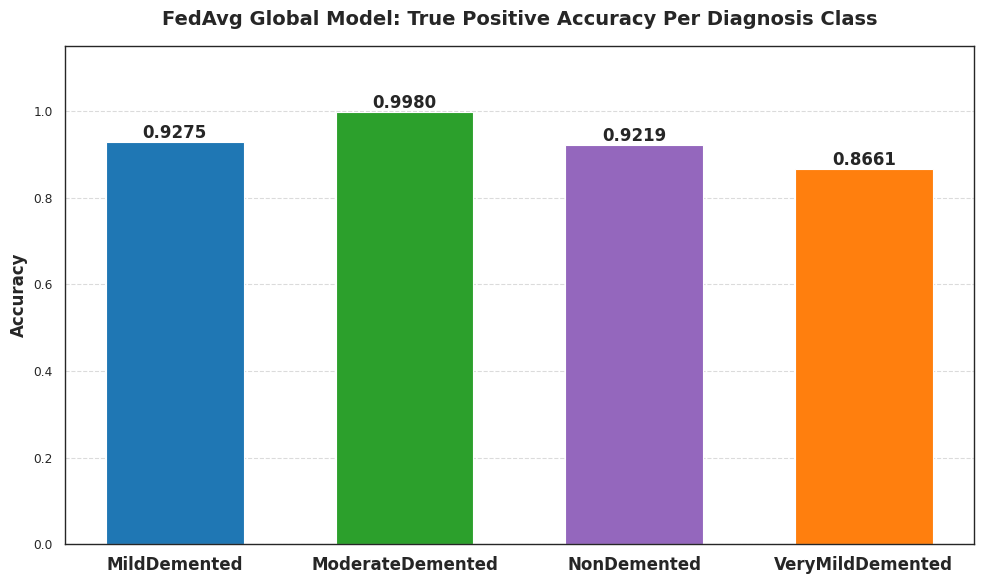 FedAvg Global Model: True Positive Accuracy Per Diagnosis Class
Accuracy
1.0
0.8
0.6
0.4
0.2
0.0
0.9275
0.9980
0.9219
0.8661
MildDemented
ModerateDemented
NonDemented
VeryMildDemented